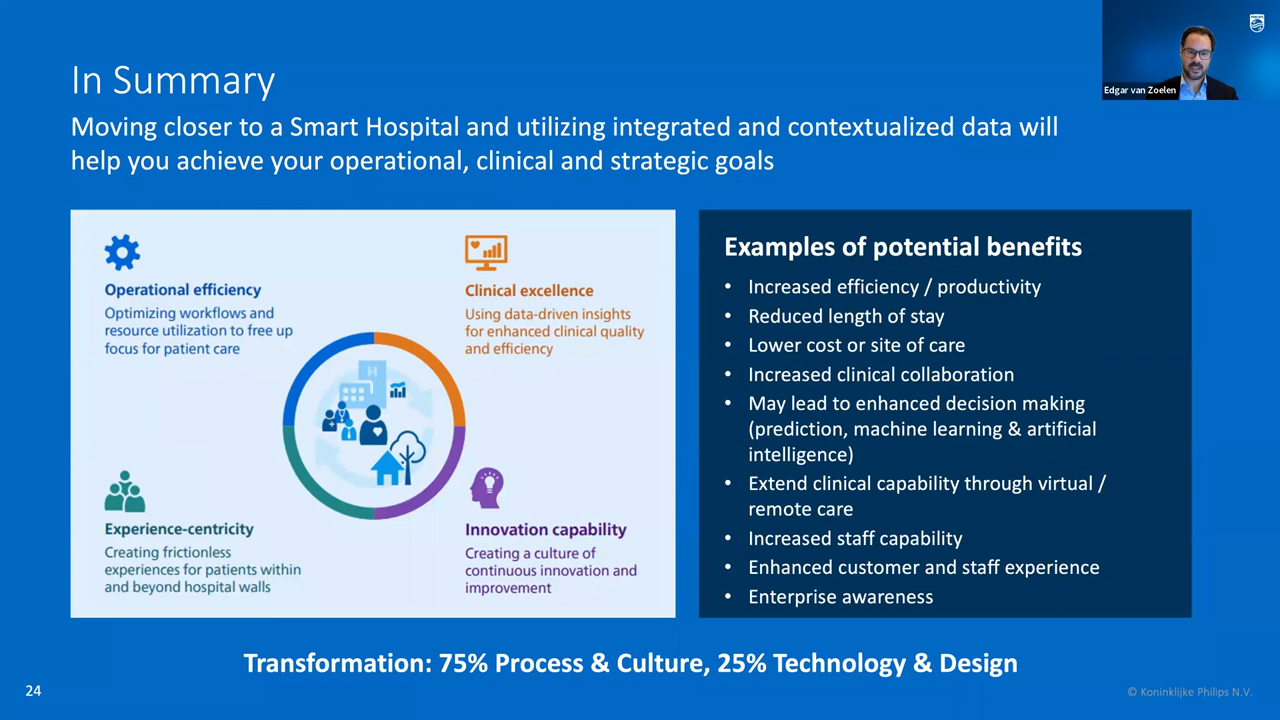 Edgar van Zoelen
In Summary
Moving closer to a Smart Hospital and utilizing integrated and contextualized data will
help you achieve your operational, clinical and strategic goals
Operational efficiency
Optimizing workflows and
resource utilization to free up
focus for patient care
Clinical excellence
Using data-driven insights
for enhanced clinical quality
and efficiency
H
Experience-centricity
Creating frictionless
experiences for patients within
and beyond hospital walls
Innovation capability
Creating a culture of
continuous innovation and
improvement
Examples of potential benefits
• Increased efficiency / productivity
• Reduced length of stay
• Lower cost or site of care
• Increased clinical collaboration
• May lead to enhanced decision making
(prediction, machine learning & artificial
intelligence)
• Extend clinical capability through virtual /
remote care
• Increased staff capability
• Enhanced customer and staff experience
• Enterprise awareness
Transformation: 75% Process & Culture, 25% Technology & Design
24
© Koninklijke Philips N.V.